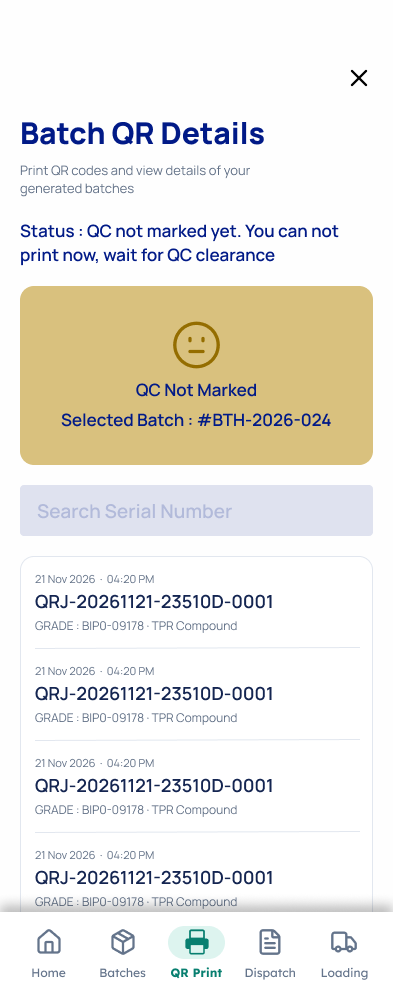 Batch QR Details
Print QR codes and view details of your
generated batches
Status : QC not marked yet. You can not
print now, wait for QC clearance
QC Not Marked
Selected Batch : #BTH-2026-024
Search Serial Number
21 Nov 2026 · 04:20 PM
QRJ-20261121-23510D-0001
GRADE : BIP0-09178 · TPR Compound
21 Nov 2026 · 04:20 PM
QRJ-20261121-23510D-0001
GRADE : BIP0-09178 · TPR Compound
21 Nov 2026 · 04:20 PM
QRJ-20261121-23510D-0001
GRADE : BIP0-09178 · TPR Compound
21 Nov 2026 · 04:20 PM
QRJ-20261121-23510D-0001
GRADE : BIP0-09178 · TPR Compound
Home Batches QR Print Dispatch Loading